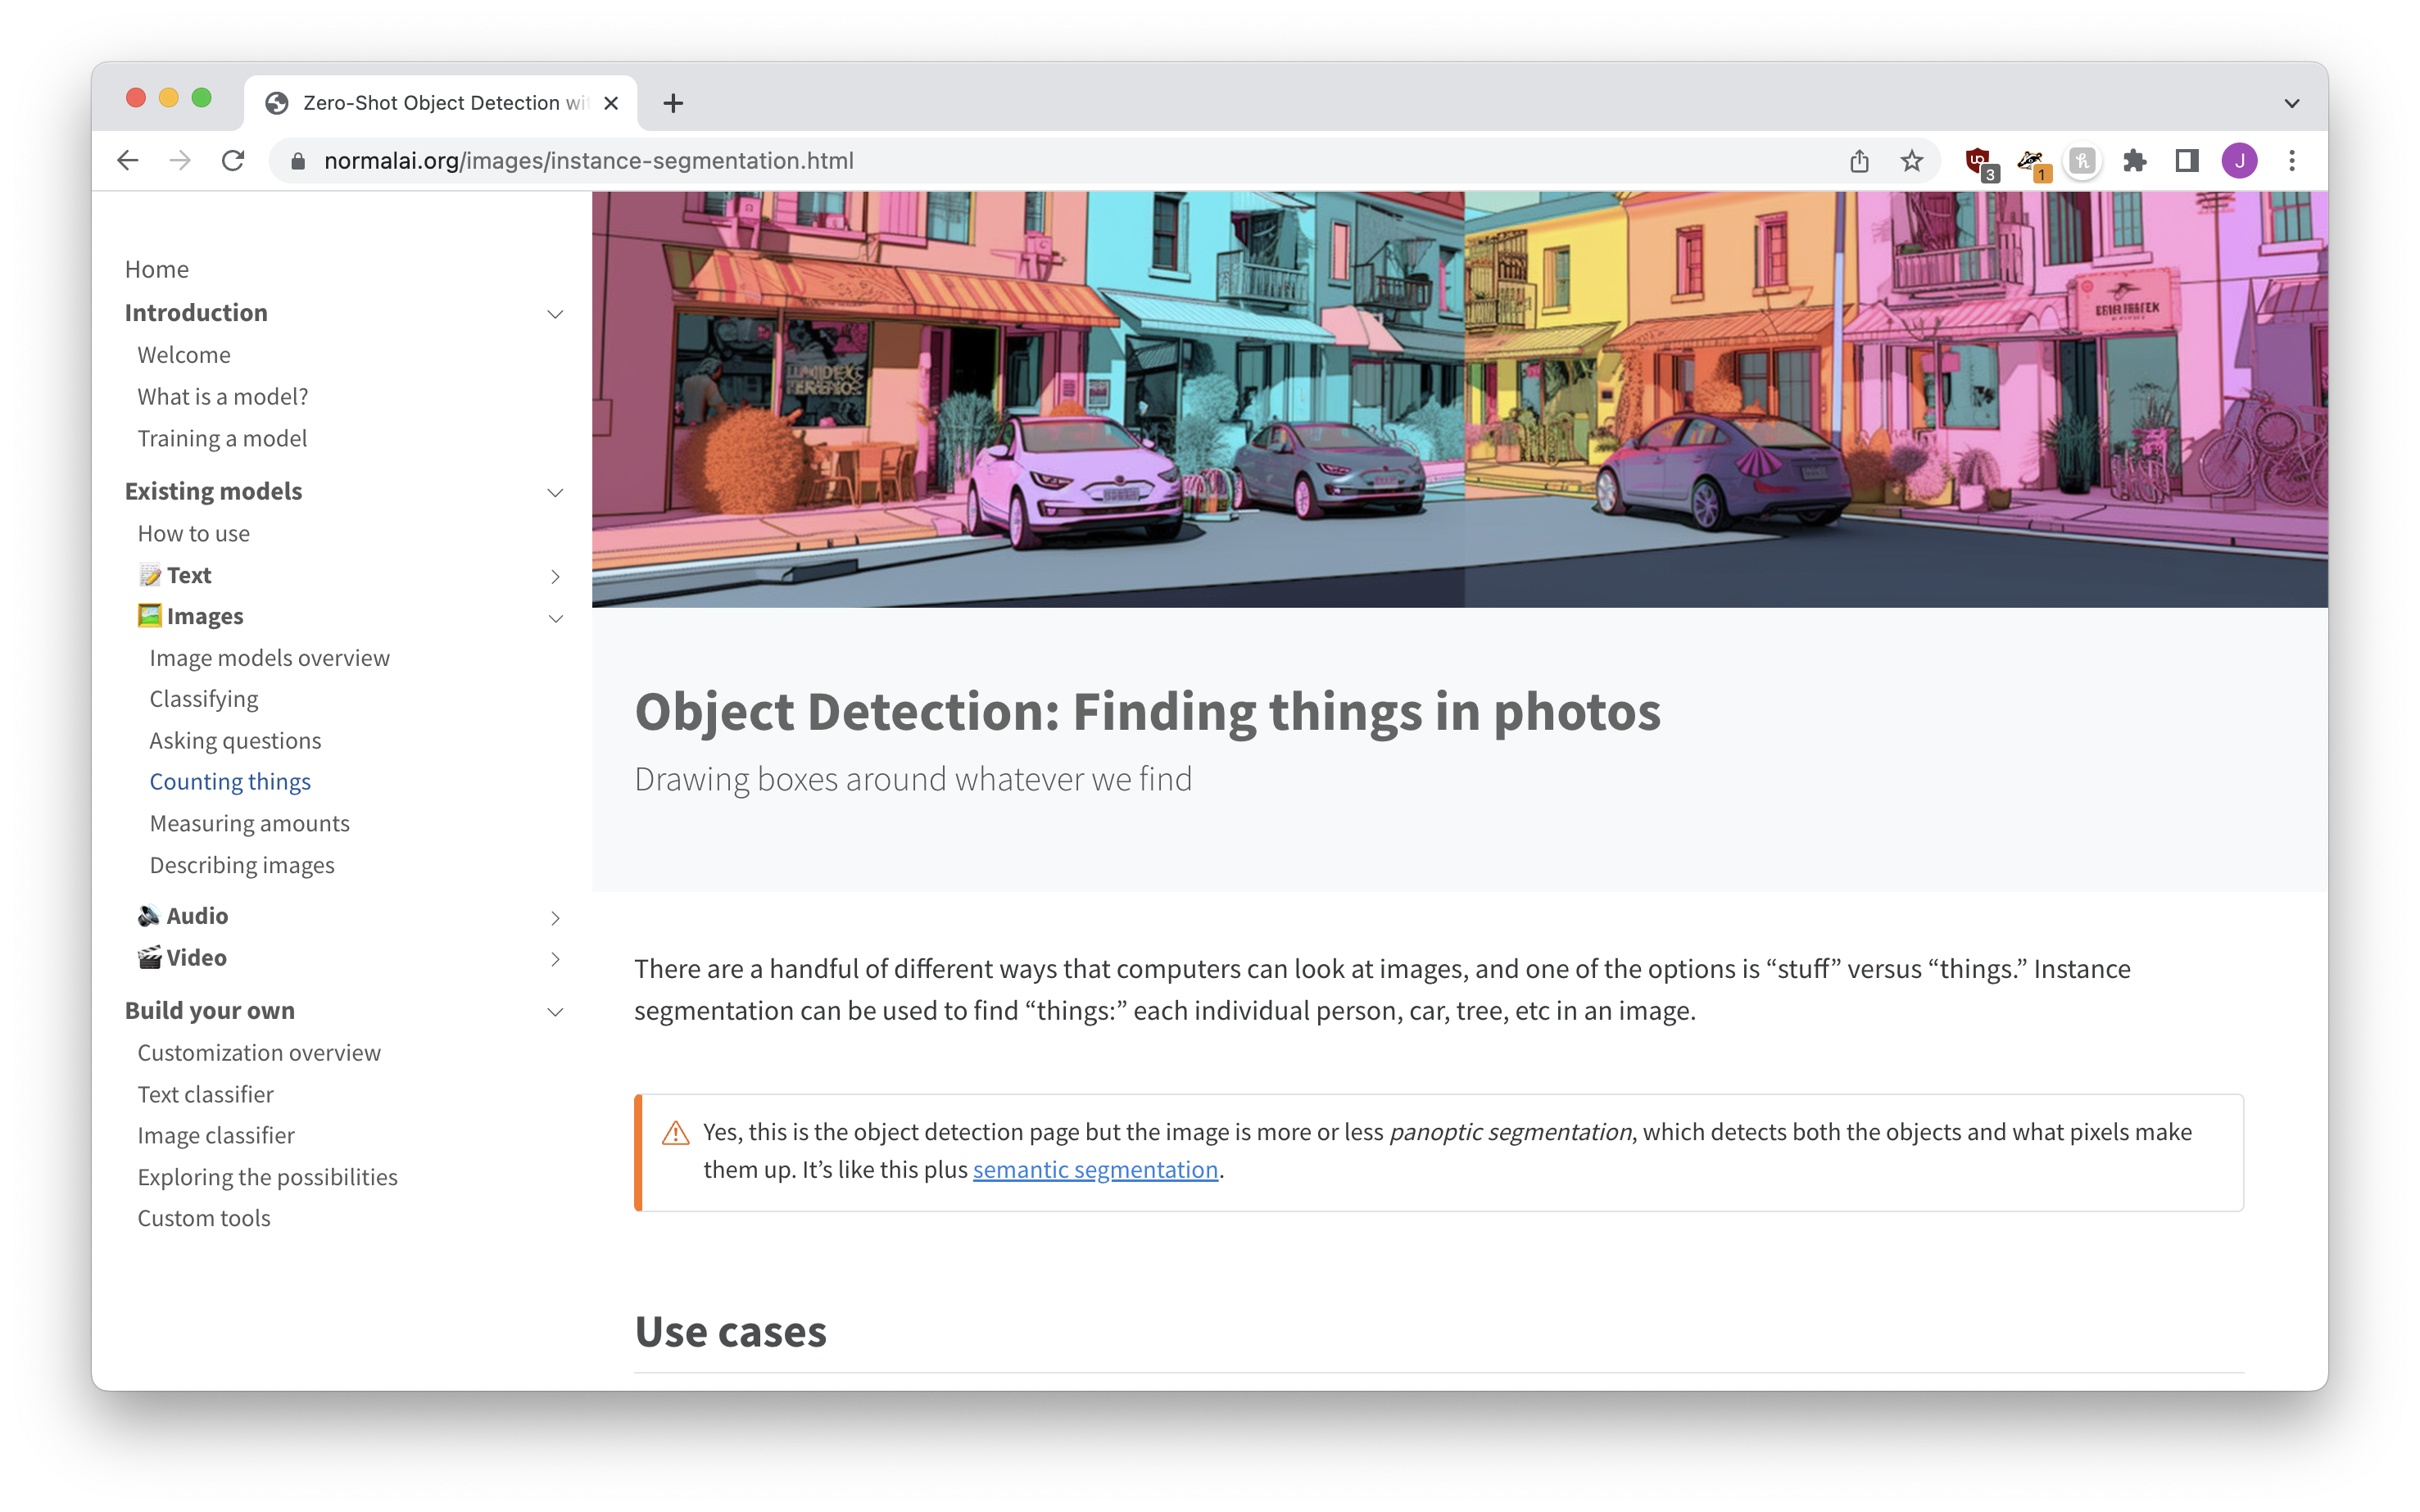 Zero-Shot Object Detection wi
normalai.org/images/instance-segmentation.html
3
1
J
Home
Introduction
Welcome
What is a model?
Training a model
Existing models
How to use
Text
Images
Image models overview
Classifying
Asking questions
Counting things
Measuring amounts
Describing images
Audio
Video
Build your own
Customization overview
Text classifier
Image classifier
Exploring the possibilities
Custom tools
Object Detection: Finding things in photos
Drawing boxes around whatever we find
There are a handful of different ways that computers can look at images, and one of the options is “stuff” versus “things.” Instance
segmentation can be used to find “things:” each individual person, car, tree, etc in an image.
Yes, this is the object detection page but the image is more or less panoptic segmentation, which detects both the objects and what pixels make
them up. It’s like this plus semantic segmentation.
Use cases